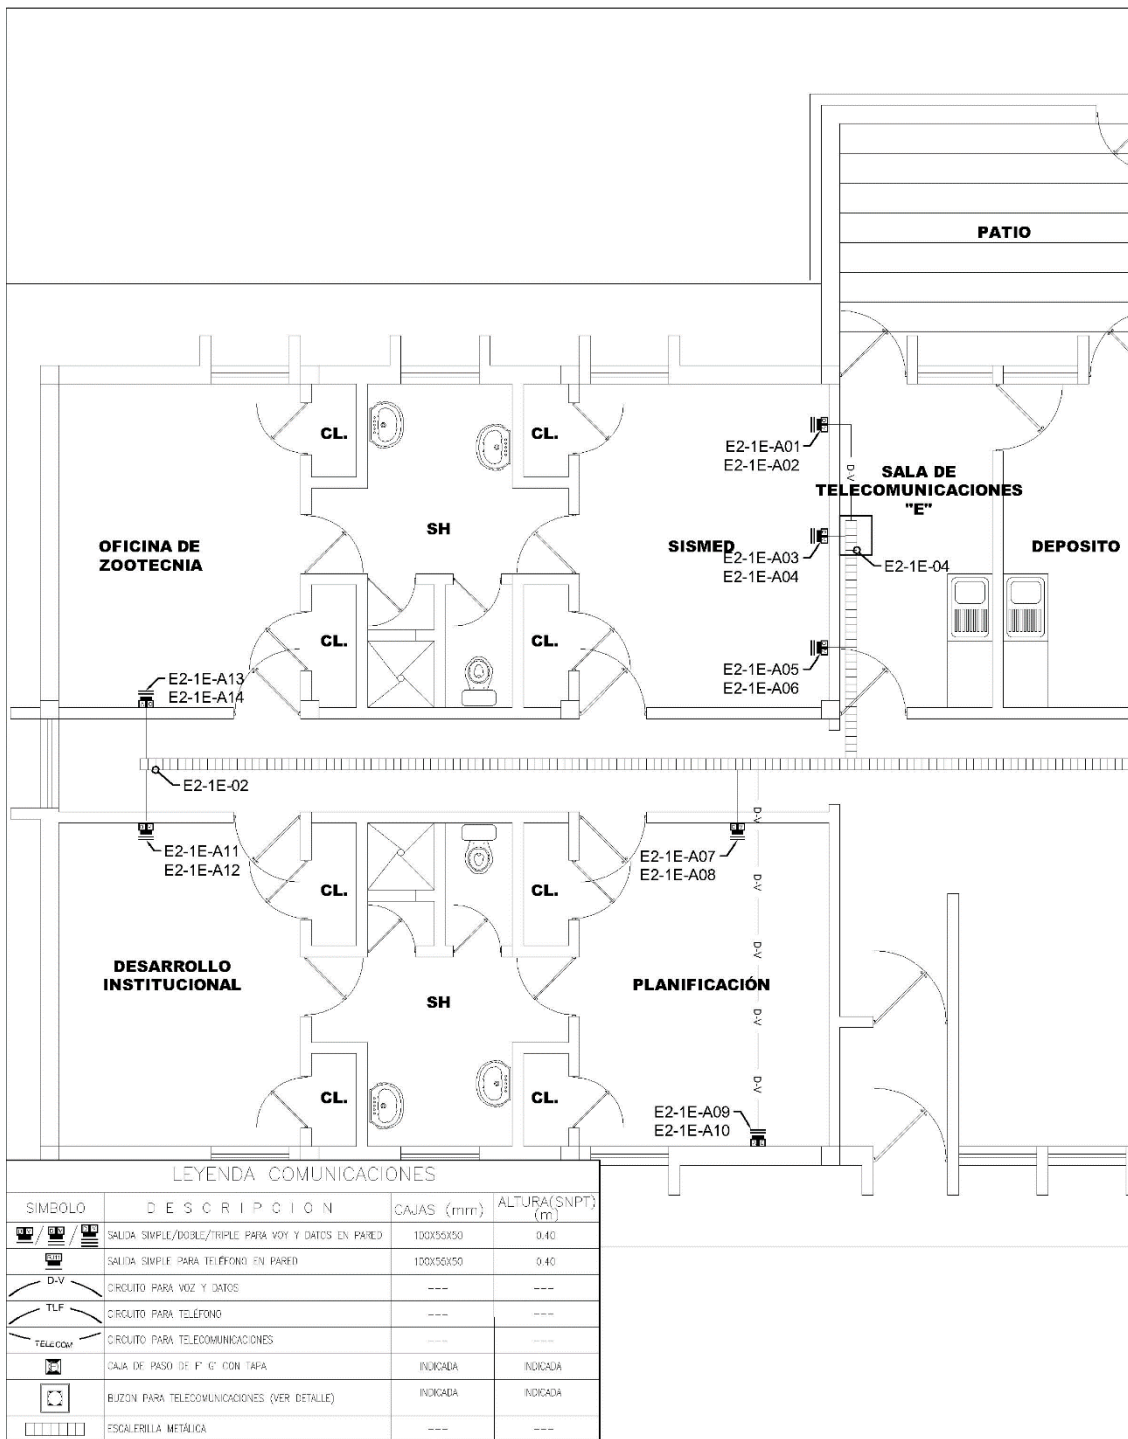 PATIO
CL.
CL.
E2-1E-A01
E2-1E-A02
D-V
SALA DE
TELECOMUNICACIONES
"E"
SH
OFICINA DE
ZOOTECNIA
SISMED
E2-1E-A03
E2-1E-A04
E2-1E-04
DEPOSITO
CL.
CL.
E2-1E-A05
E2-1E-A06
E2-1E-A13
E2-1E-A14
E2-1E-02
D-V
E2-1E-A11
E2-1E-A12
E2-1E-A07
E2-1E-A08
D-V
CL.
CL.
D-V
DESARROLLO
INSTITUCIONAL
SH
PLANIFICACIÓN
D-V
D-V
CL.
CL.
E2-1E-A09
E2-1E-A10
LEYENDA COMUNICACIONES
SIMBOLO DESCRIPCION CAJAS (mm) ALTURA(SNPT)
(m)
SALIDA SIMPLE/DOBLE/TRIPLE PARA VOY Y DATOS EN PARED 100X55X50 0.40
SALIDA SIMPLE PARA TELÉFONO EN PARED 100X55X50 0.40
D-V CIRCUITO PARA VOZ Y DATOS --- ---
TLF CIRCUITO PARA TELÉFONO --- ---
TELECOM CIRCUITO PARA TELECOMUNICACIONES --- ---
CAJA DE PASO DE F° G° CON TAPA INDICADA INDICADA
BUZON PARA TELECOMUNICACIONES (VER DETALLE) INDICADA INDICADA
ESCALERILLA METÁLICA --- ---